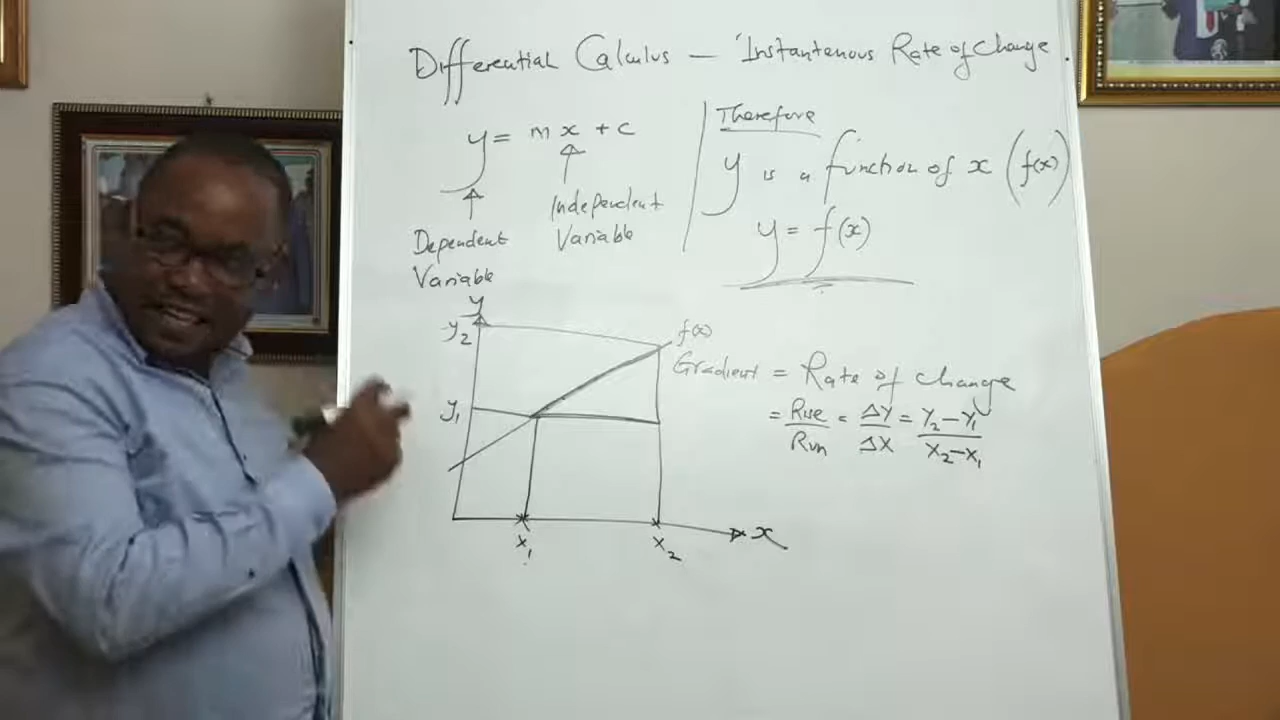 Differential Calculus — Instantenous Rate of Change.
y = mx + c
Dependent Variable
Independent Variable
Therefore
y is a function of x (f(x))
y = f(x)
y
y₂
y₁
x₁
x₂
x
f(x)
Gradient = Rate of change
= Rise/Run = ΔY/ΔX = (Y₂-Y₁)/(X₂-X₁)